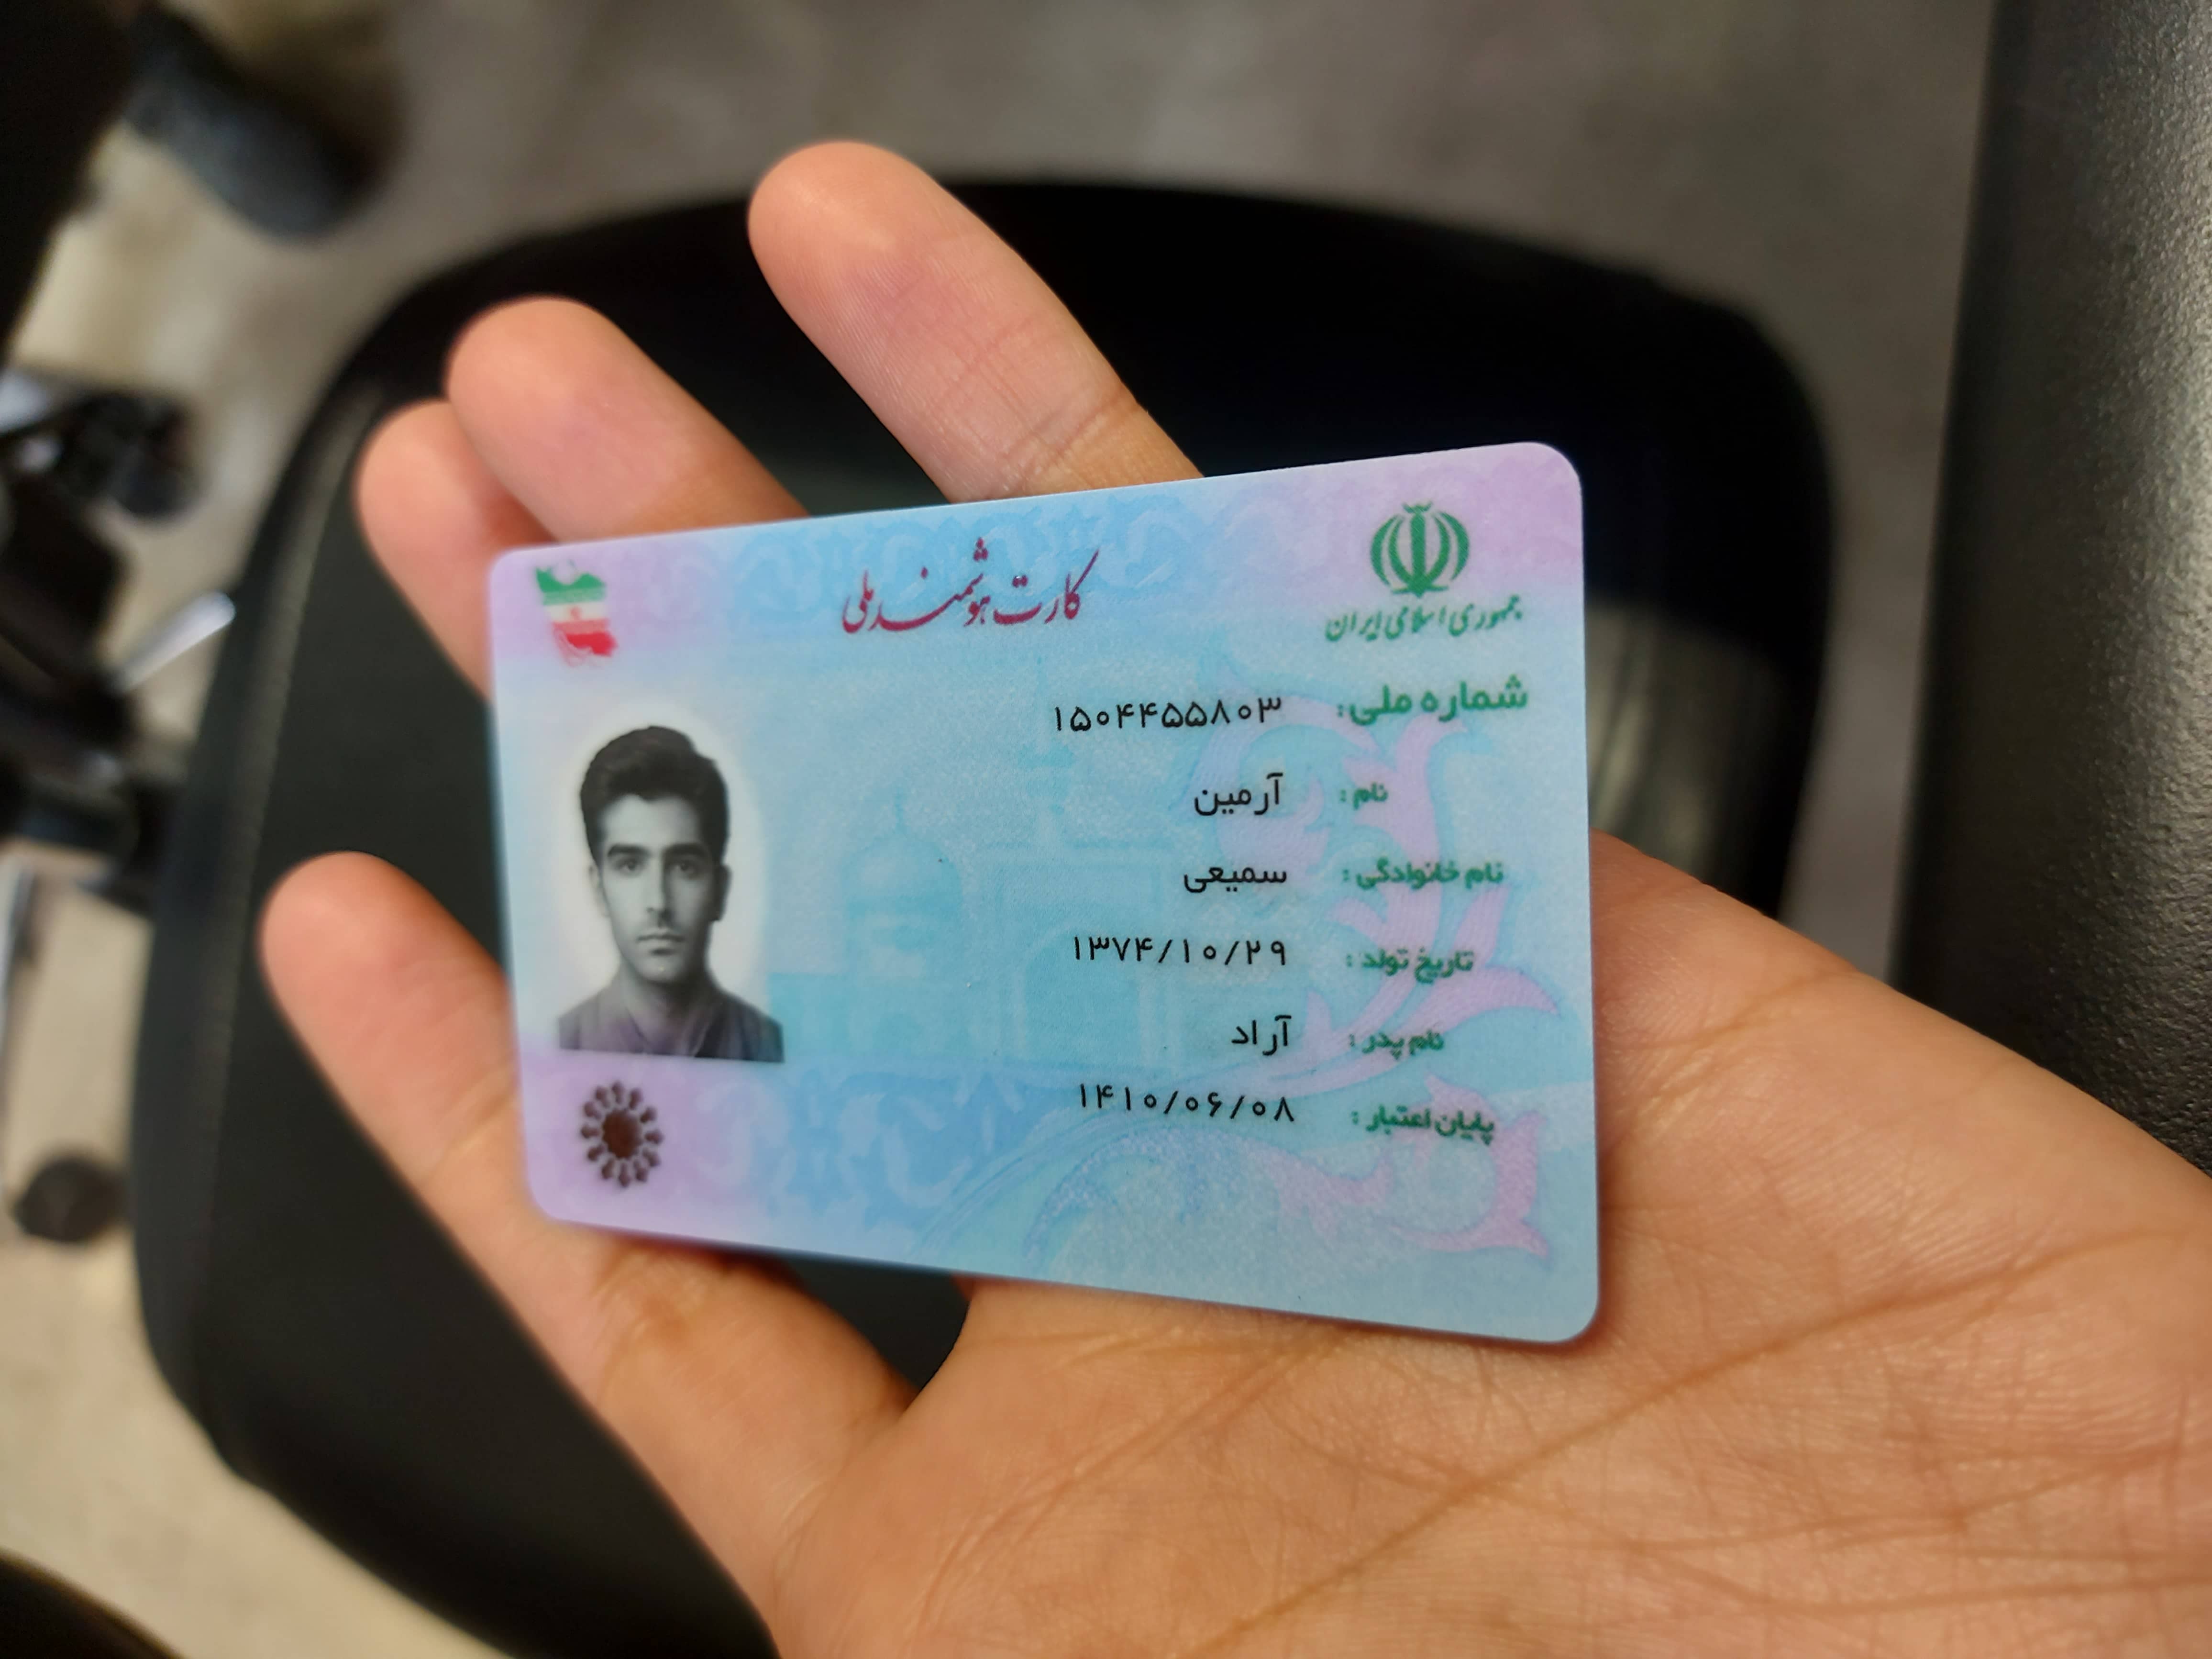 جمهوری اسلامی ایران
کارت هوشمند ملی
شماره ملی: ۱۵۰۴۴۵۵۸۰۳
نام : آرمین
نام خانوادگی : سمیعی
تاریخ تولد : ۱۳۷۴/۱۰/۲۹
نام پدر : آراد
پایان اعتبار : ۱۴۱۰/۰۶/۰۸